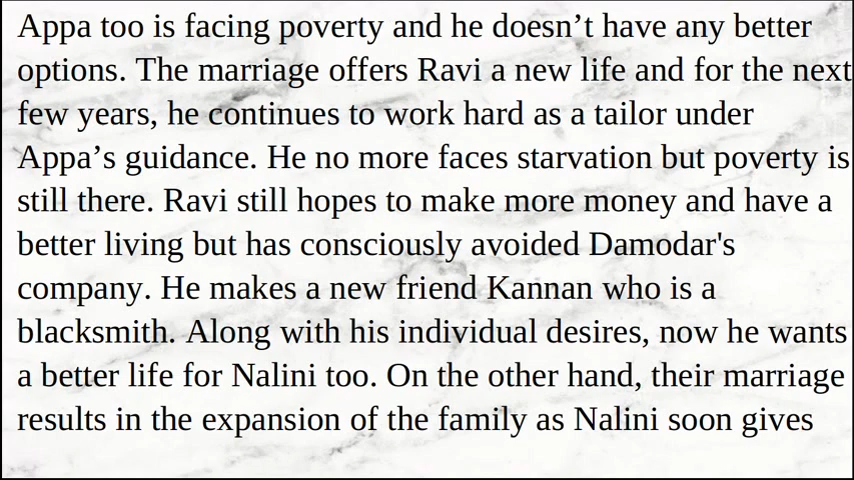 Appa too is facing poverty and he doesn’t have any better
options. The marriage offers Ravi a new life and for the next
few years, he continues to work hard as a tailor under
Appa’s guidance. He no more faces starvation but poverty is
still there. Ravi still hopes to make more money and have a
better living but has consciously avoided Damodar's
company. He makes a new friend Kannan who is a
blacksmith. Along with his individual desires, now he wants
a better life for Nalini too. On the other hand, their marriage
results in the expansion of the family as Nalini soon gives